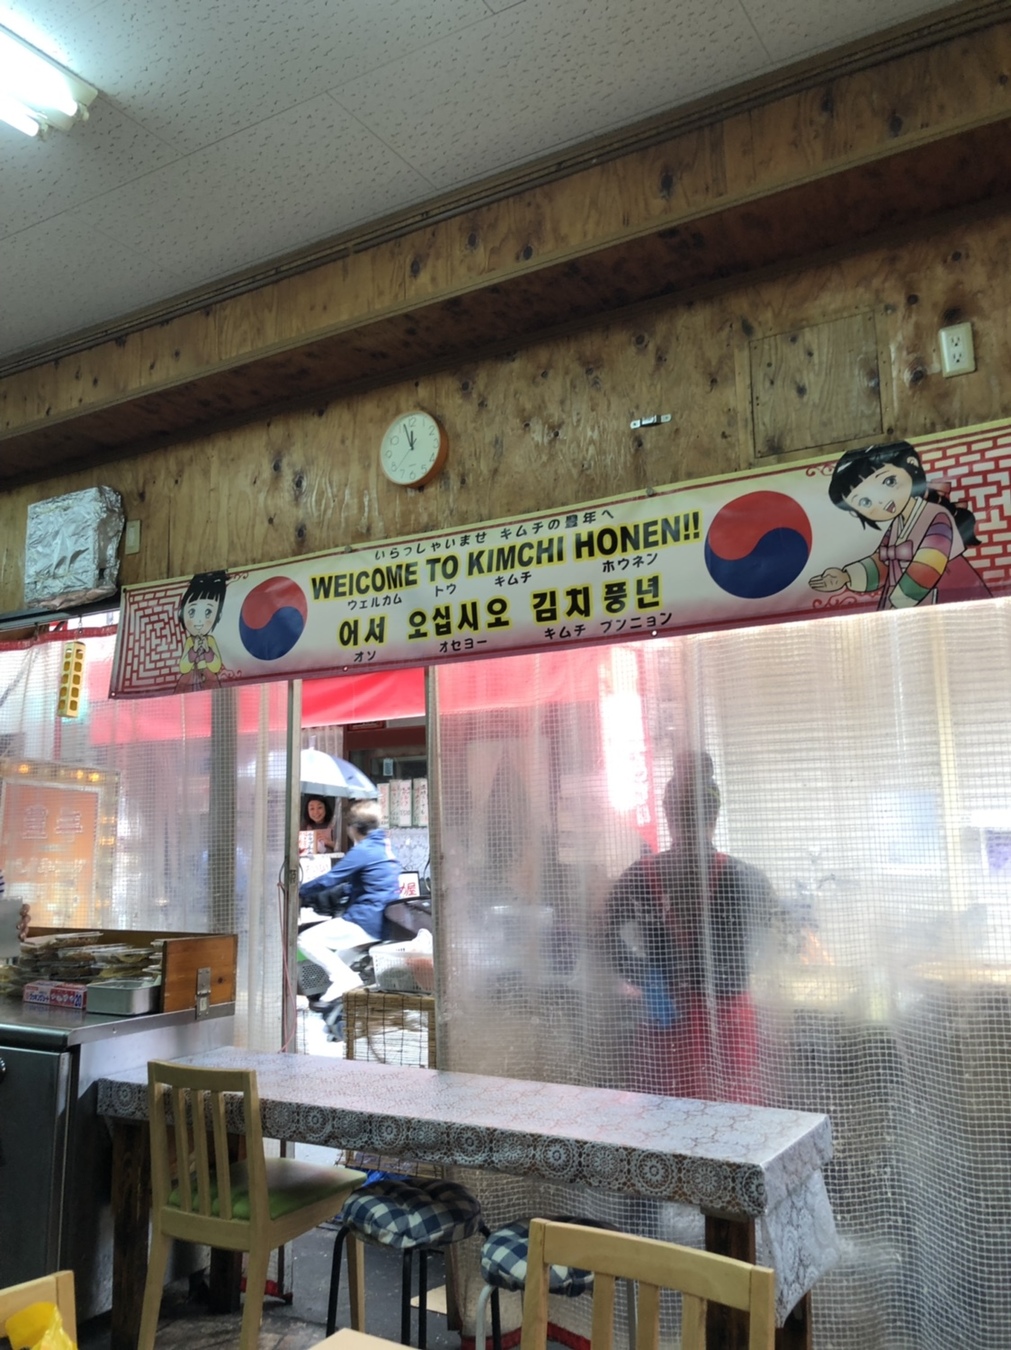 いらっしゃいませ キムチの豊年へ
WEICOME TO KIMCHI HONEN!!
ウェルカム トウ キムチ ホウネン
어서 오십시오 김치풍년
オソ オセヨー キムチ プンニョン